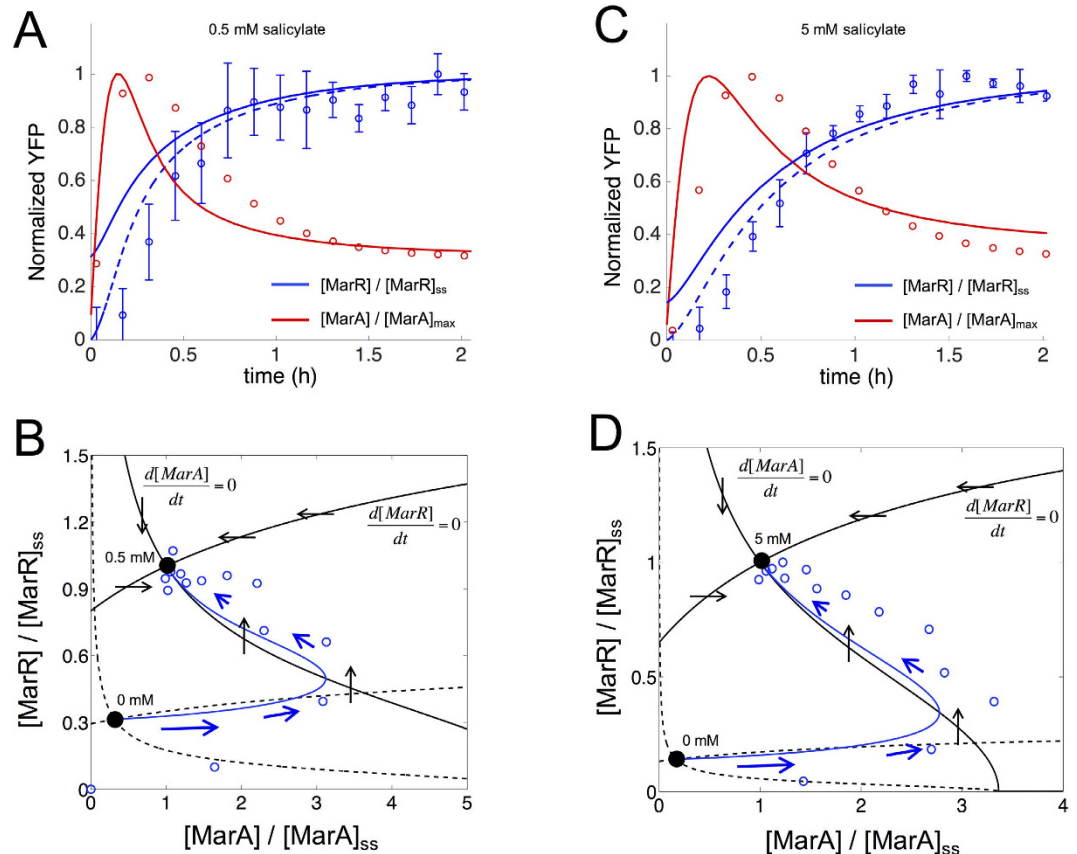 A
0.5 mM salicylate
Normalized YFP
1
0.8
0.6
0.4
0.2
0
0
0.5
1
1.5
2
time (h)
[MarR] / [MarR]ss
[MarA] / [MarA]max
C
5 mM salicylate
Normalized YFP
1
0.8
0.6
0.4
0.2
0
0
0.5
1
1.5
2
time (h)
[MarR] / [MarR]ss
[MarA] / [MarA]max
B
[MarR] / [MarR]ss
1.5
1.2
0.9
0.6
0.3
0
0
1
2
3
4
5
[MarA] / [MarA]ss
d[MarA]
dt
=0
d[MarR]
dt
=0
0.5 mM
0 mM
D
[MarR] / [MarR]ss
1.5
1
0.5
0
0
1
2
3
4
[MarA] / [MarA]ss
d[MarA]
dt
=0
d[MarR]
dt
=0
5 mM
0 mM